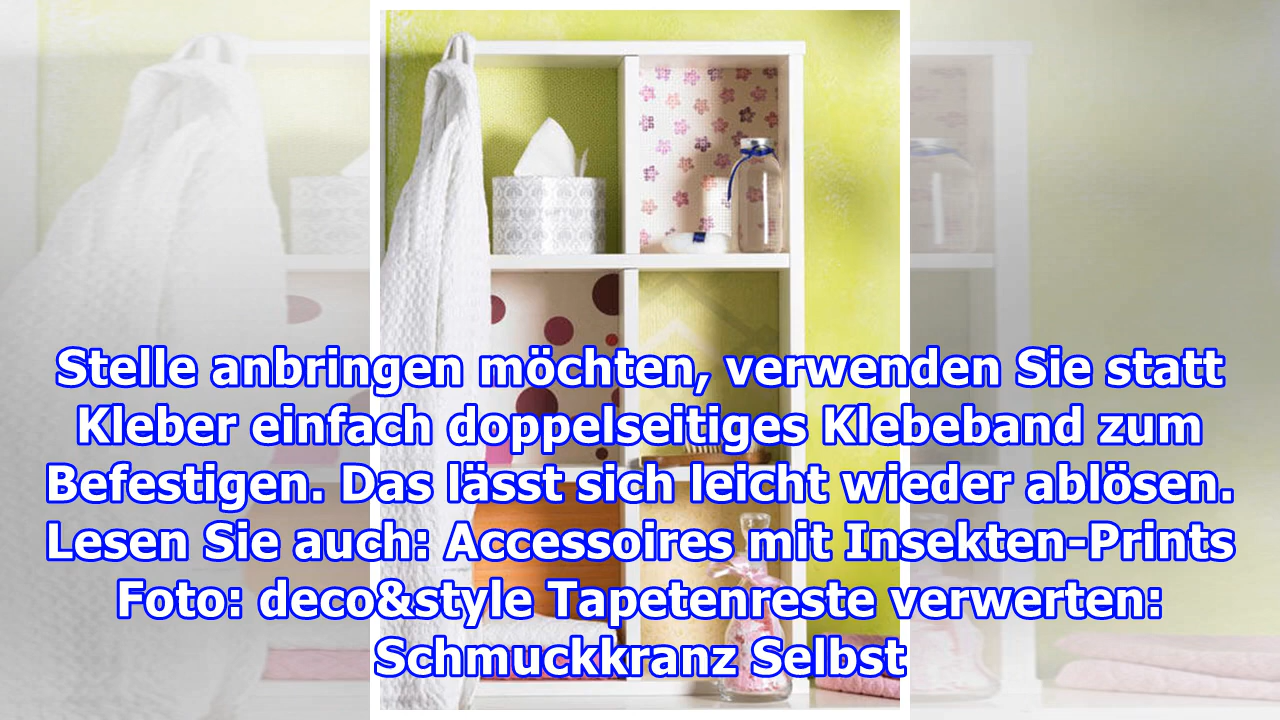 Stelle anbringen möchten, verwenden Sie statt
Kleber einfach doppelseitiges Klebeband zum
Befestigen. Das lässt sich leicht wieder ablösen.
Lesen Sie auch: Accessoires mit Insekten-Prints
Foto: deco&style Tapetenreste verwerten:
Schmuckkranz Selbst